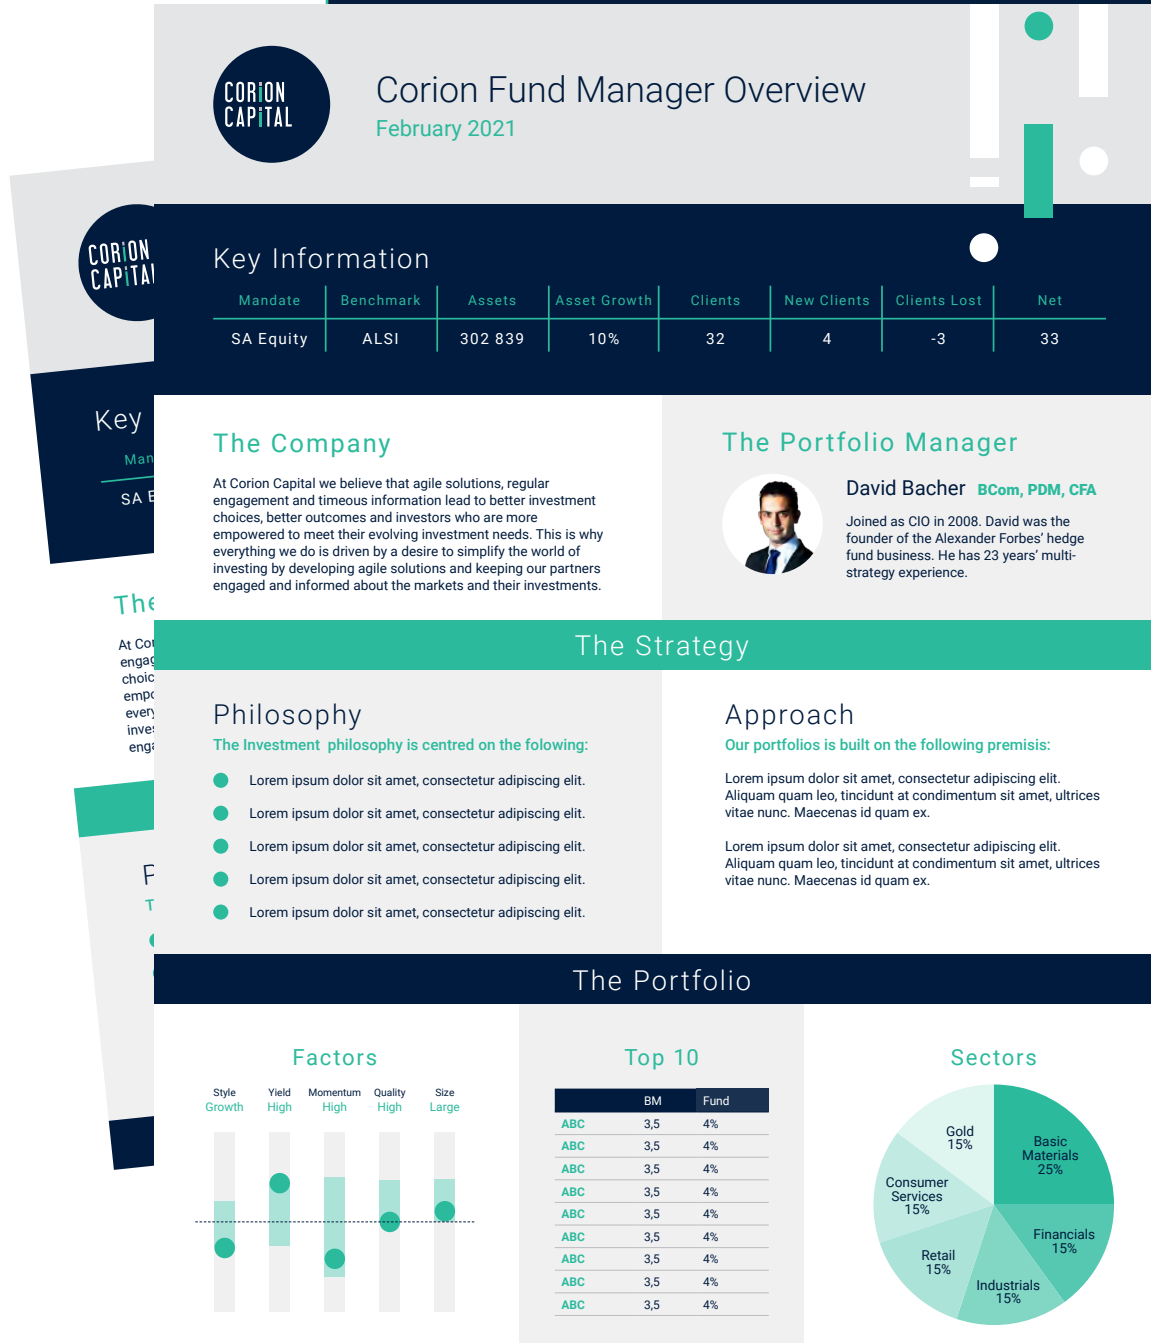 CORiON
CAPiTAL
Corion Fund Manager Overview
February 2021
Key Information
Mandate Benchmark Assets Asset Growth Clients New Clients Clients Lost Net
SA Equity ALSI 302 839 10% 32 4 -3 33
The Company
At Corion Capital we believe that agile solutions, regular
engagement and timeous information lead to better investment
choices, better outcomes and investors who are more
empowered to meet their evolving investment needs. This is why
everything we do is driven by a desire to simplify the world of
investing by developing agile solutions and keeping our partners
engaged and informed about the markets and their investments.
The Portfolio Manager
David Bacher BCom, PDM, CFA
Joined as CIO in 2008. David was the
founder of the Alexander Forbes' hedge
fund business. He has 23 years' multi-
strategy experience.
The Strategy
Philosophy
The Investment philosophy is centred on the folowing:
Lorem ipsum dolor sit amet, consectetur adipiscing elit.
Lorem ipsum dolor sit amet, consectetur adipiscing elit.
Lorem ipsum dolor sit amet, consectetur adipiscing elit.
Lorem ipsum dolor sit amet, consectetur adipiscing elit.
Lorem ipsum dolor sit amet, consectetur adipiscing elit.
Approach
Our portfolios is built on the following premisis:
Lorem ipsum dolor sit amet, consectetur adipiscing elit.
Aliquam quam leo, tincidunt at condimentum sit amet, ultrices
vitae nunc. Maecenas id quam ex.
Lorem ipsum dolor sit amet, consectetur adipiscing elit.
Aliquam quam leo, tincidunt at condimentum sit amet, ultrices
vitae nunc. Maecenas id quam ex.
The Portfolio
Factors
Style Yield Momentum Quality Size
Growth High High High Large
Top 10
BM Fund
ABC 3,5 4%
ABC 3,5 4%
ABC 3,5 4%
ABC 3,5 4%
ABC 3,5 4%
ABC 3,5 4%
ABC 3,5 4%
ABC 3,5 4%
ABC 3,5 4%
Sectors
Gold
15%
Basic
Materials
25%
Consumer
Services
15%
Financials
15%
Retail
15%
Industrials
15%
CORiON
Key
SA
The
At